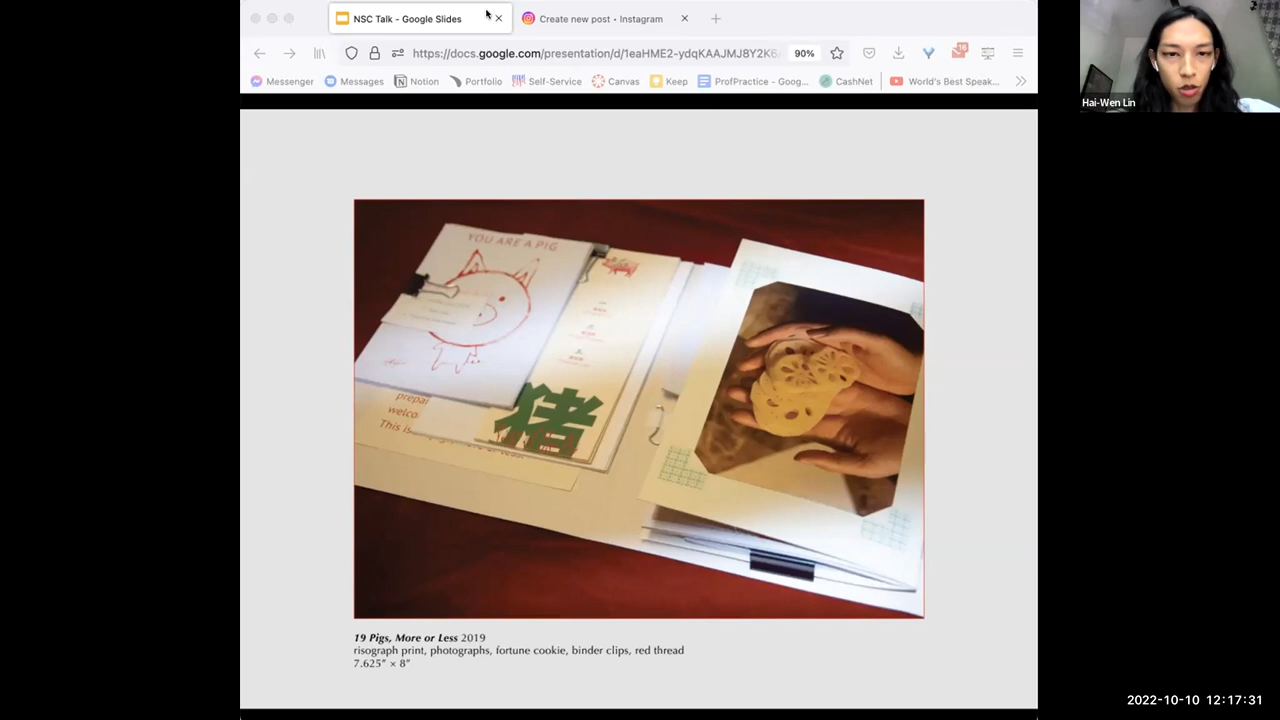 NSC Talk - Google Slides
Create new post • Instagram
https://docs.google.com/presentation/d/1eaHME2-ydqKAAJMJ8Y2K6
90%
16
Messenger
Messages
Notion
Portfolio
Self-Service
Canvas
Keep
ProfPractice - Goog...
CashNet
World's Best Speak...
Hai-Wen Lin
YOU ARE A PIG
猪
prepar
welco
This is
19 Pigs, More or Less 2019
risograph print, photographs, fortune cookie, binder clips, red thread
7.625" × 8"
2022-10-10 12:17:31